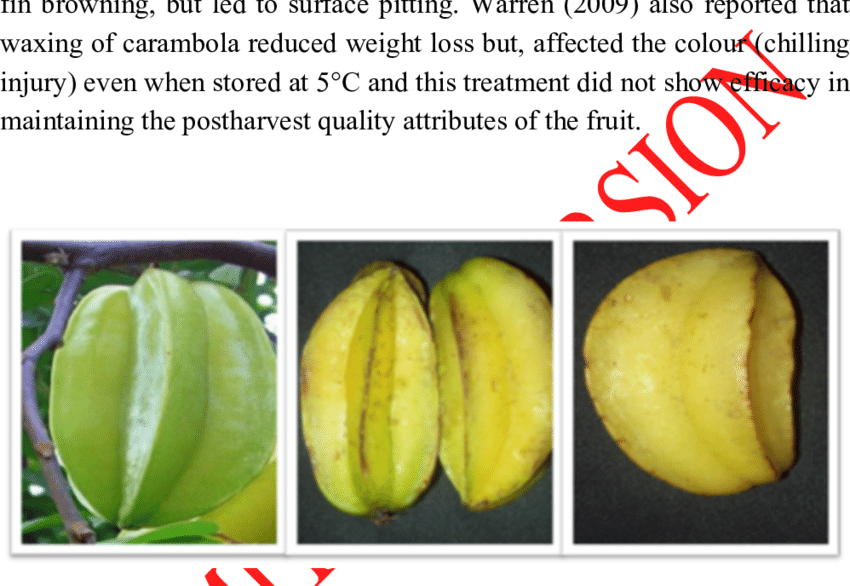 fin browning, but led to surface pitting. Warren (2009) also reported that
waxing of carambola reduced weight loss but, affected the colour (chilling
injury) even when stored at 5°C and this treatment did not show efficacy in
maintaining the postharvest quality attributes of the fruit.
RSION